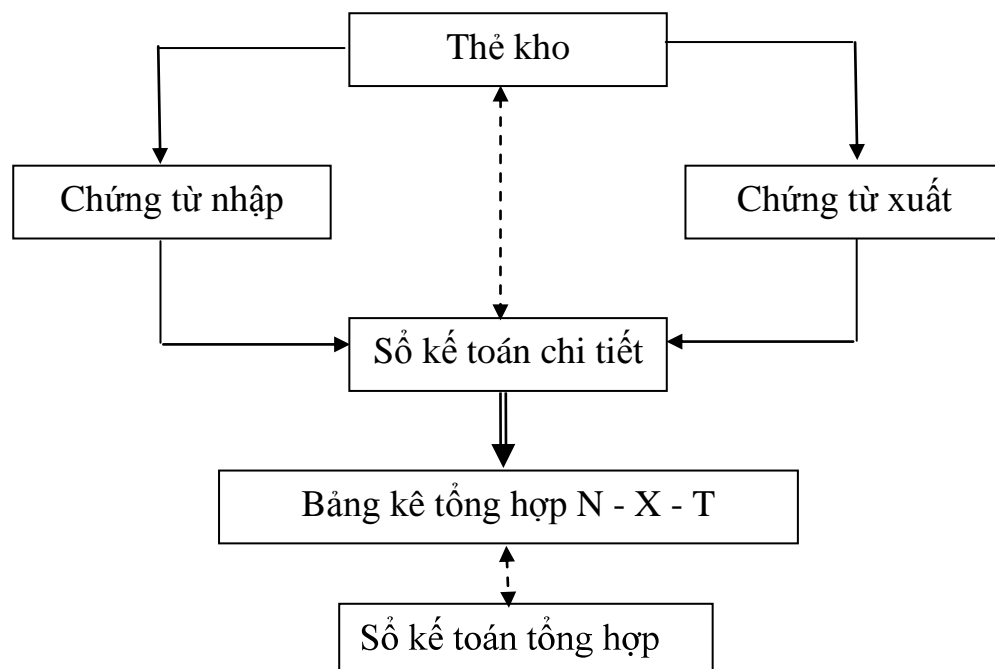 Thẻ kho
Chứng từ nhập
Chứng từ xuất
Sổ kế toán chi tiết
Bảng kê tổng hợp N - X - T
Sổ kế toán tổng hợp